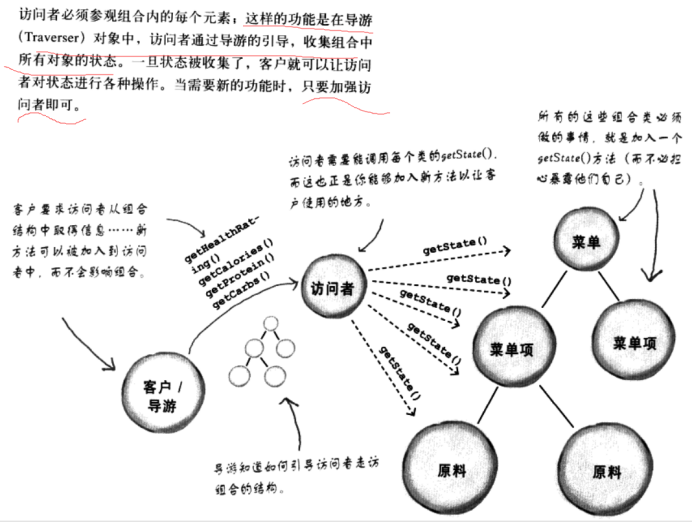 访问者必须参观组合内的每个元素；这样的功能是在导游
（Traverser）对象中，访问者通过导游的引导，收集组合中
所有对象的状态。一旦状态被收集了，客户就可以让访问
者对状态进行各种操作。当需要新的功能时，只要加强访
问者即可。
所有的这些组合类必须
做的事情，就是加入一个
getState()方法（而不必担
心暴露他们自己）。
访问者需要能调用每个类的getState()，
而这也正是你能够加入新方法以让客
户使用的地方。
客户要求访问者从组合
结构中取得信息……新
方法可以被加入到访问
者中，而不会影响组合。
getHealthRat-
ing()
getCalories()
getProtein()
getCarbs()
getState()
getState()
getState()
getState()
getState()
菜单
访问者
菜单项
菜单项
客户 /
导游
原料
原料
导游知道如何引导访问者走访
组合的结构。